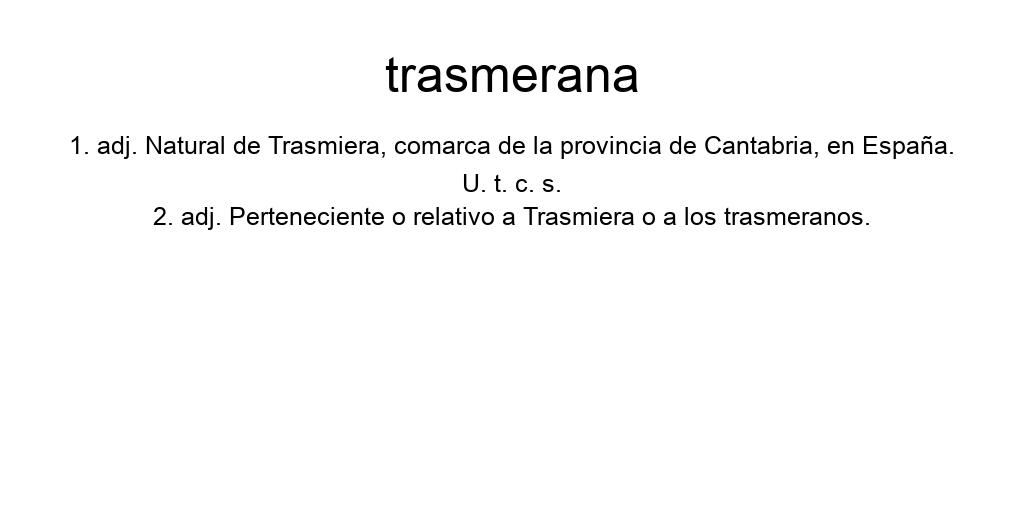 trasmerana
1. adj. Natural de Trasmiera, comarca de la provincia de Cantabria, en España.
U. t. c. s.
2. adj. Perteneciente o relativo a Trasmiera o a los trasmeranos.